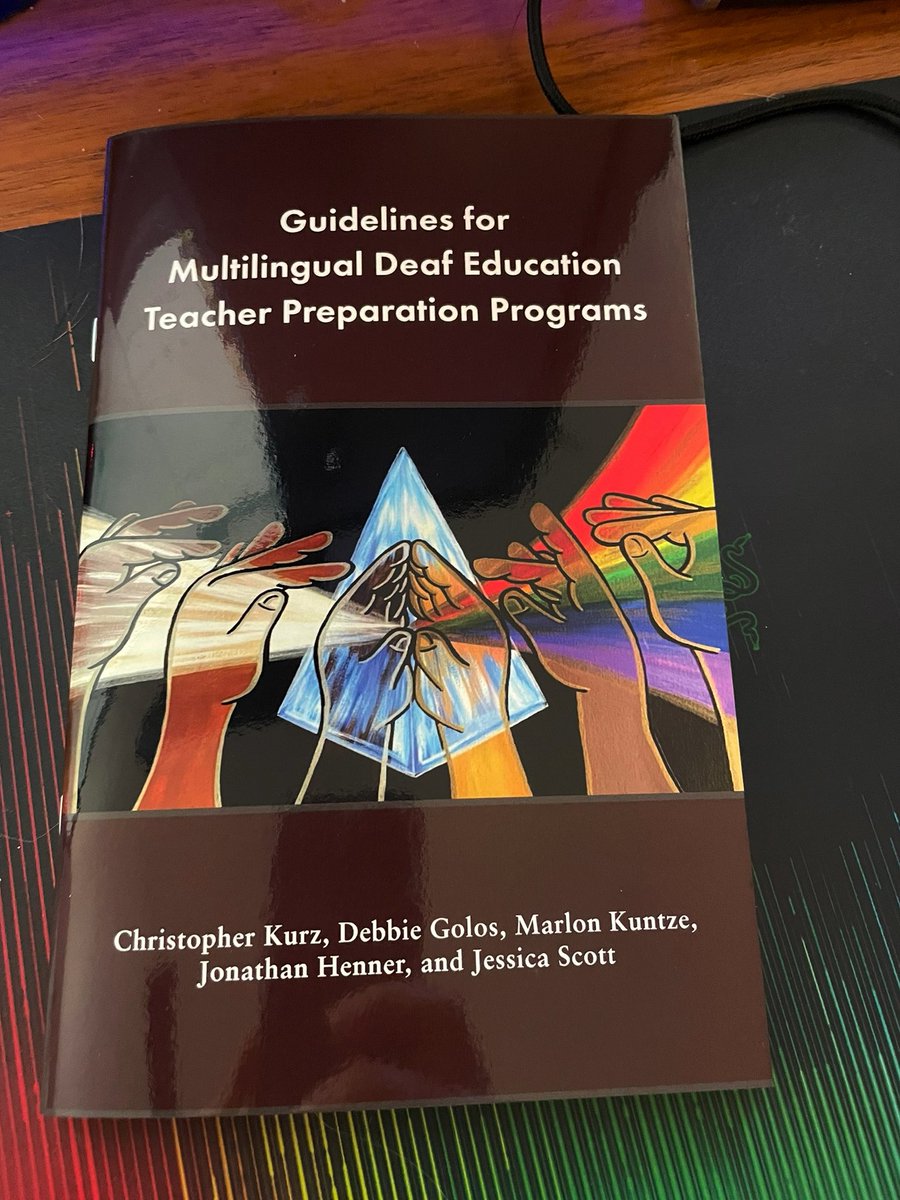 Guidelines for
Multilingual Deaf Education
Teacher Preparation Programs
Christopher Kurz, Debbie Golos, Marlon Kuntze,
Jonathan Henner, and Jessica Scott